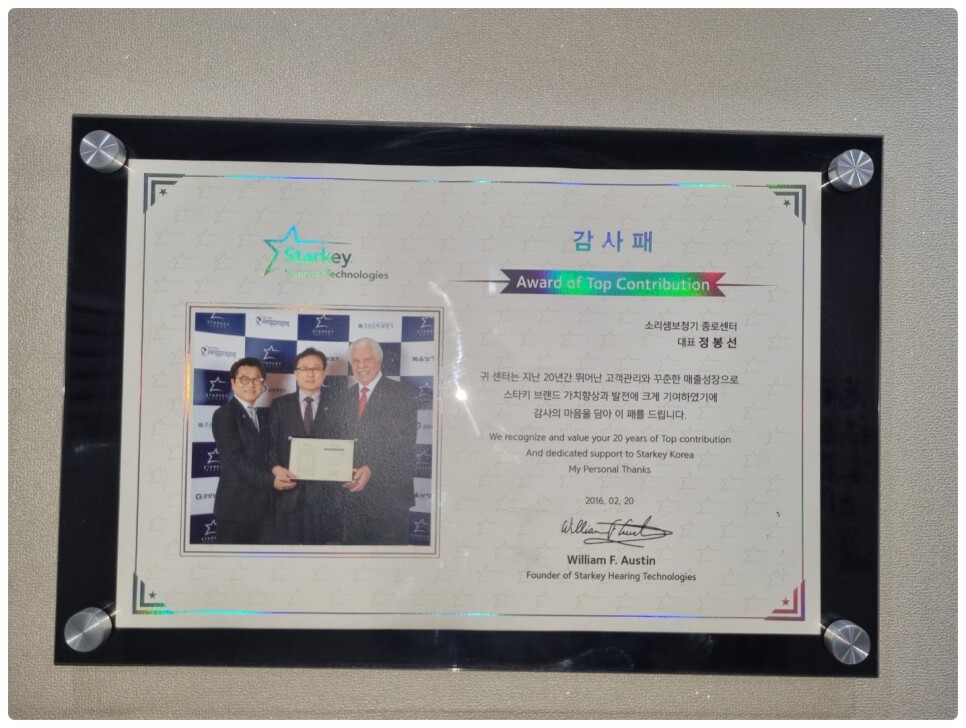 Starkey
Hearing Technologies
감사패
Award of Top Contribution
소리샘보청기 종로센터
대표 정봉선
귀 센터는 지난 20년간 뛰어난 고객관리와 꾸준한 매출성장으로
스타키 브랜드 가치향상과 발전에 크게 기여하였기에
감사의 마음을 담아 이 패를 드립니다.
We recognize and value your 20 years of Top contribution
And dedicated support to Starkey Korea
My Personal Thanks
2016. 02. 20
William F. Austin
Founder of Starkey Hearing Technologies